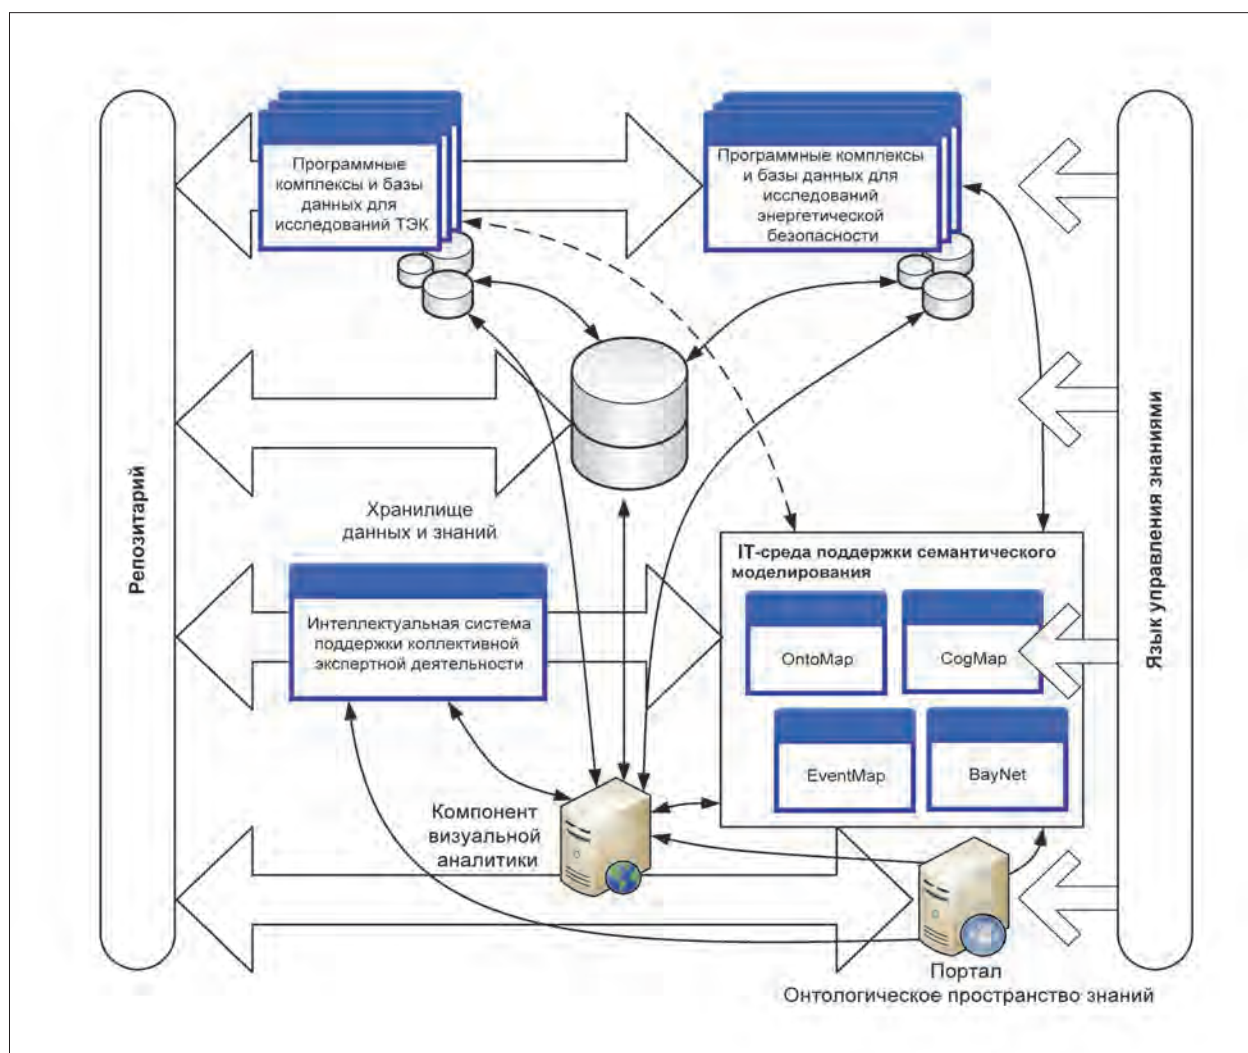 Репозитарий
Программные
комплексы и базы
данных для
исследований ТЭК
Программные комплексы
и базы данных для
исследований
энергетической
безопасности
Язык управления знаниями
Хранилище
данных и знаний
IT-среда поддержки семантического
моделирования
OntoMap
CogMap
EventMap
BayNet
Интеллектуальная система
поддержки коллективной
экспертной деятельности
Компонент
визуальной
аналитики
Портал
Онтологическое пространство знаний